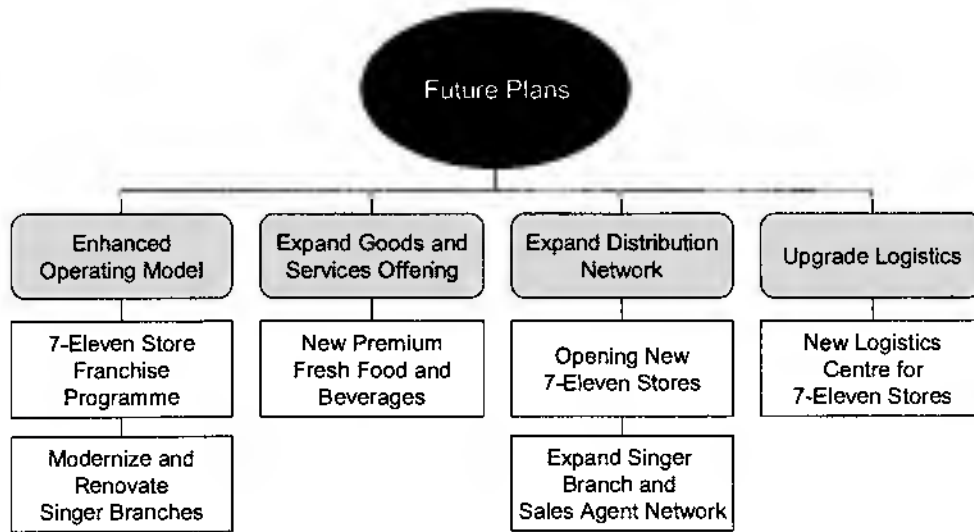 Future Plans
Enhanced
Operating Model
Expand Goods and
Services Offering
Expand Distribution
Network
Upgrade Logistics
7-Eleven Store
Franchise
Programme
New Premium
Fresh Food and
Beverages
Opening New
7-Eleven Stores
New Logistics
Centre for
7-Eleven Stores
Modernize and
Renovate
Singer Branches
Expand Singer
Branch and
Sales Agent Network